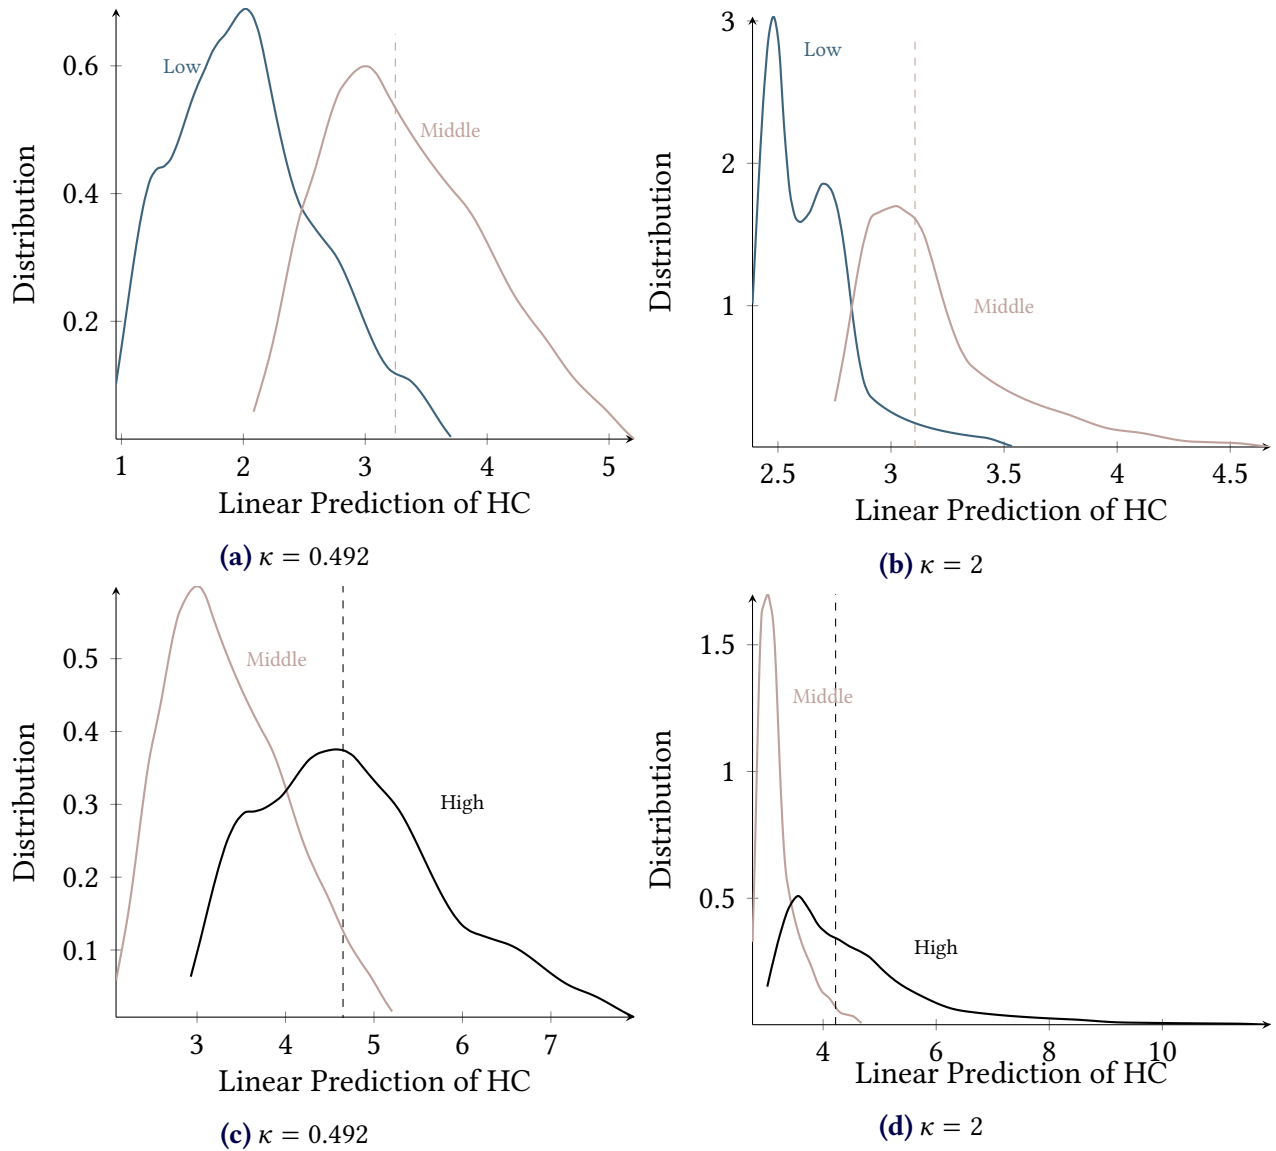 0.6
0.4
0.2
Distribution
Low
Middle
1 2 3 4 5
Linear Prediction of HC
(a) κ = 0.492
3
2
1
Distribution
Low
Middle
2.5 3 3.5 4 4.5
Linear Prediction of HC
(b) κ = 2
0.5
0.4
0.3
0.2
0.1
Distribution
Middle
High
3 4 5 6 7
Linear Prediction of HC
(c) κ = 0.492
1.5
1
0.5
Distribution
Middle
High
4 6 8 10
Linear Prediction of HC
(d) κ = 2